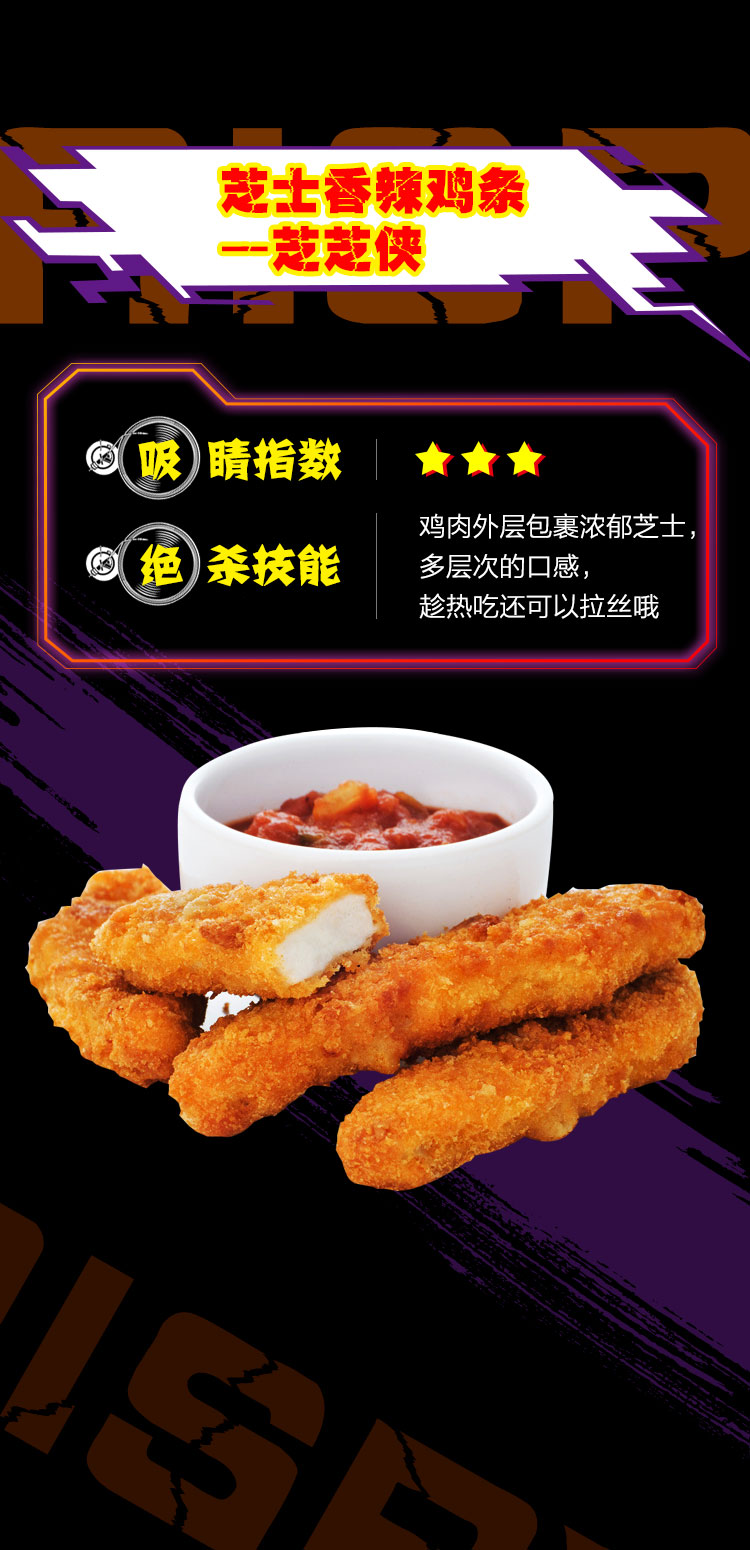 芝士香辣鸡条
--芝芝侠
吸睛指数
绝杀技能
鸡肉外层包裹浓郁芝士，
多层次的口感，
趁热吃还可以拉丝哦